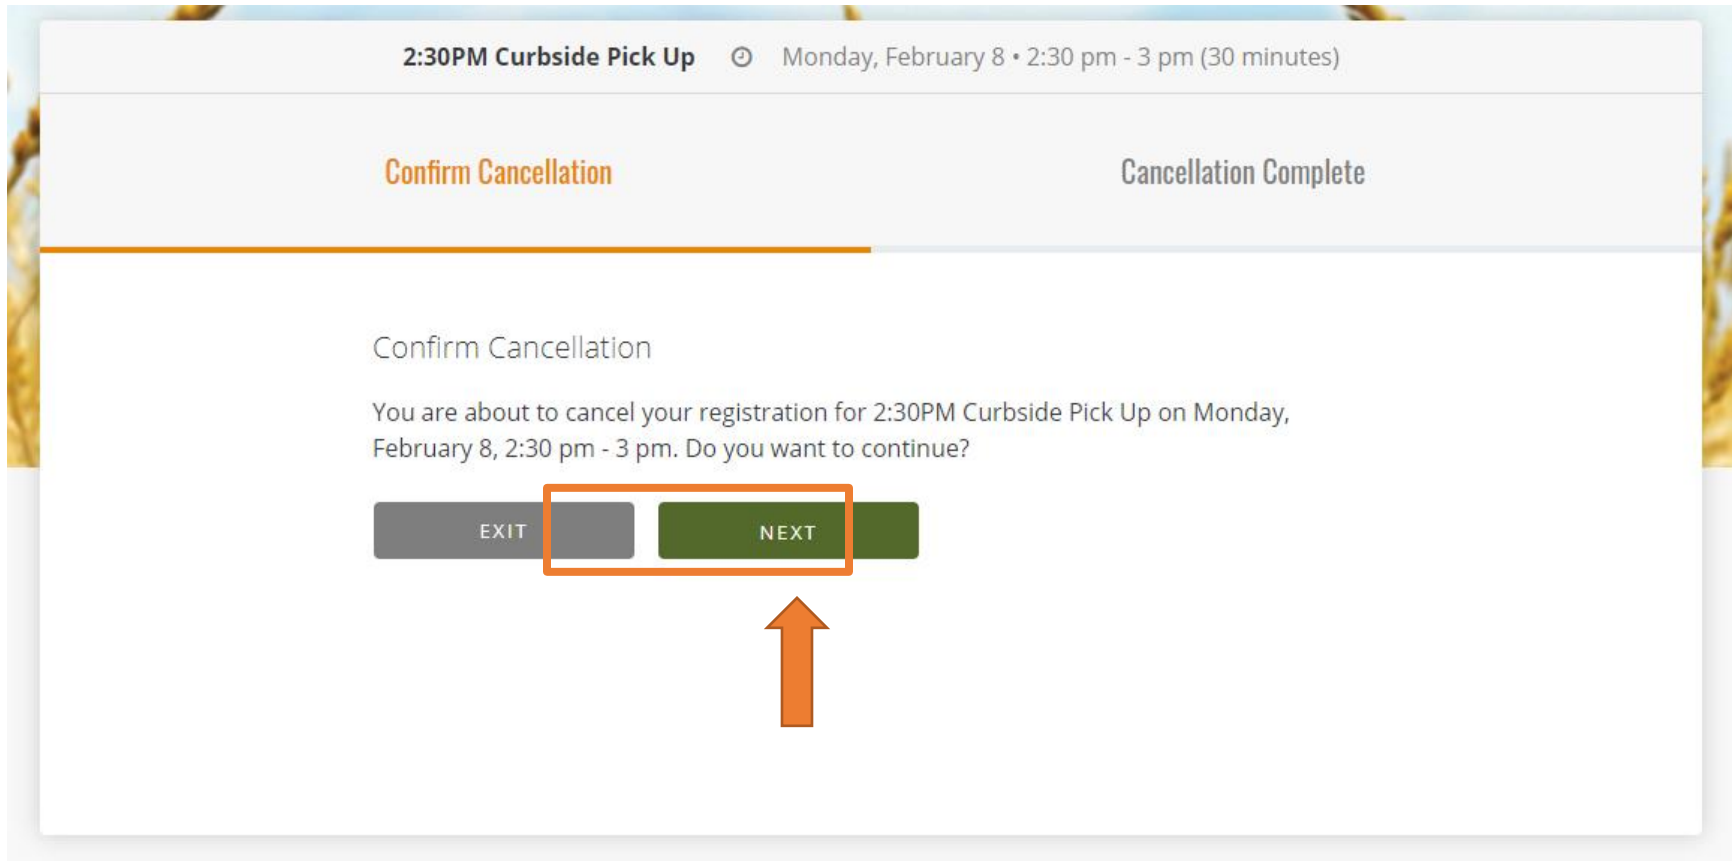 2:30PM Curbside Pick Up Monday, February 8 • 2:30 pm - 3 pm (30 minutes)
Confirm Cancellation Cancellation Complete
Confirm Cancellation
You are about to cancel your registration for 2:30PM Curbside Pick Up on Monday,
February 8, 2:30 pm - 3 pm. Do you want to continue?
EXIT NEXT